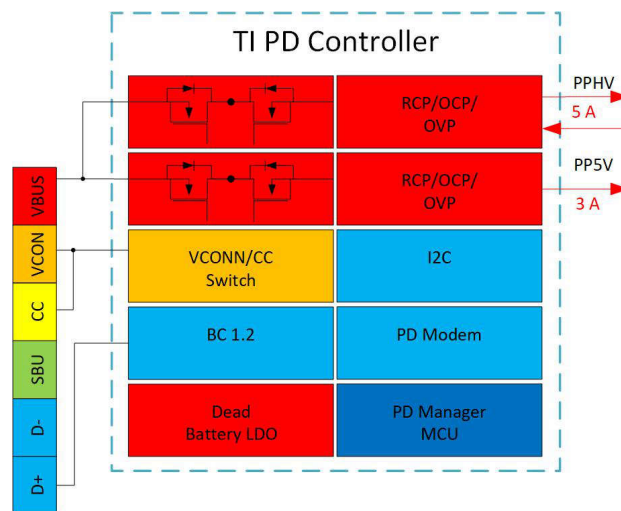 TI PD Controller
RCP/OCP/
OVP
PPHV
5 A
RCP/OCP/
OVP
PP5V
3 A
VBUS
VCON
CC
SBU
D-
D+
VCONN/CC
Switch
I2C
BC 1.2
PD Modem
Dead
Battery LDO
PD Manager
MCU